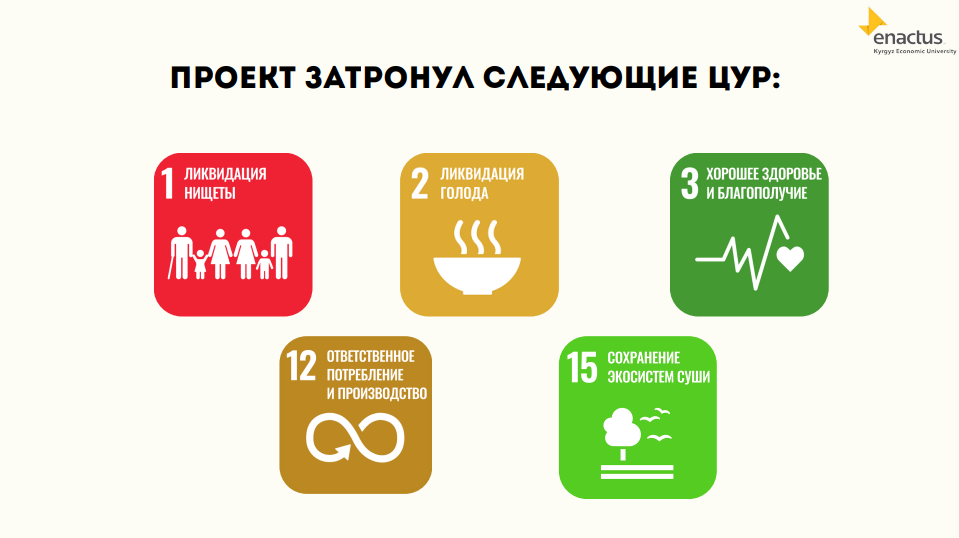 enactus
Kyrgyz Economic University
ПРОЕКТ ЗАТРОНУЛ СЛЕДУЮЩИЕ ЦУР:
1 ЛИКВИДАЦИЯ
НИЩЕТЫ
2 ЛИКВИДАЦИЯ
ГОЛОДА
3 ХОРОШЕЕ ЗДОРОВЬЕ
И БЛАГОПОЛУЧИЕ
12 ОТВЕТСТВЕННОЕ
ПОТРЕБЛЕНИЕ
И ПРОИЗВОДСТВО
15 СОХРАНЕНИЕ
ЭКОСИСТЕМ СУШИ